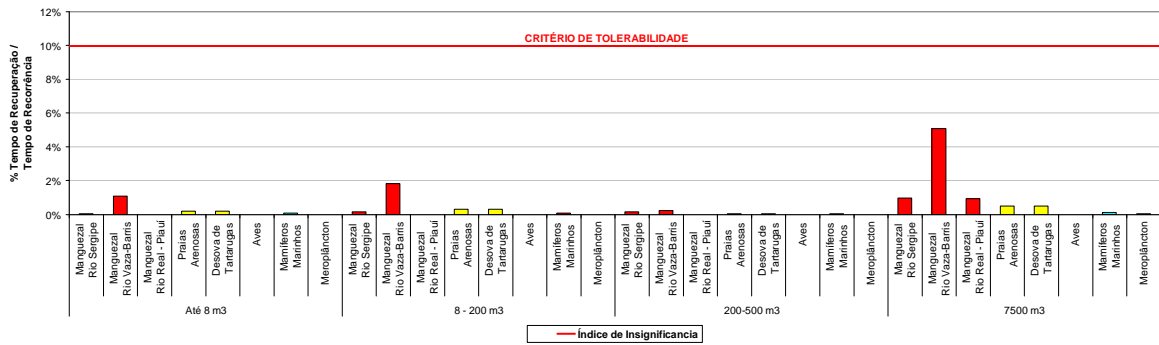 12%
10%
8%
6%
4%
2%
0%
% Tempo de Recuperação /
Tempo de Recorrência
CRITÉRIO DE TOLERABILIDADE
Manguezal
Rio Sergipe
Manguezal
Rio Vaza-Barris
Manguezal
Rio Real - Piauí
Praias
Arenosas
Desova de
Tartarugas
Aves
Mamíferos
Marinhos
Meroplâncton
Manguezal
Rio Sergipe
Manguezal
Rio Vaza-Barris
Manguezal
Rio Real - Piauí
Praias
Arenosas
Desova de
Tartarugas
Aves
Mamíferos
Marinhos
Meroplâncton
Manguezal
Rio Sergipe
Manguezal
Rio Vaza-Barris
Manguezal
Rio Real - Piauí
Praias
Arenosas
Desova de
Tartarugas
Aves
Mamíferos
Marinhos
Meroplâncton
Manguezal
Rio Sergipe
Manguezal
Rio Vaza-Barris
Manguezal
Rio Real - Piauí
Praias
Arenosas
Desova de
Tartarugas
Aves
Mamíferos
Marinhos
Meroplâncton
Até 8 m3
8 - 200 m3
200-500 m3
7500 m3
Índice de Insignificancia